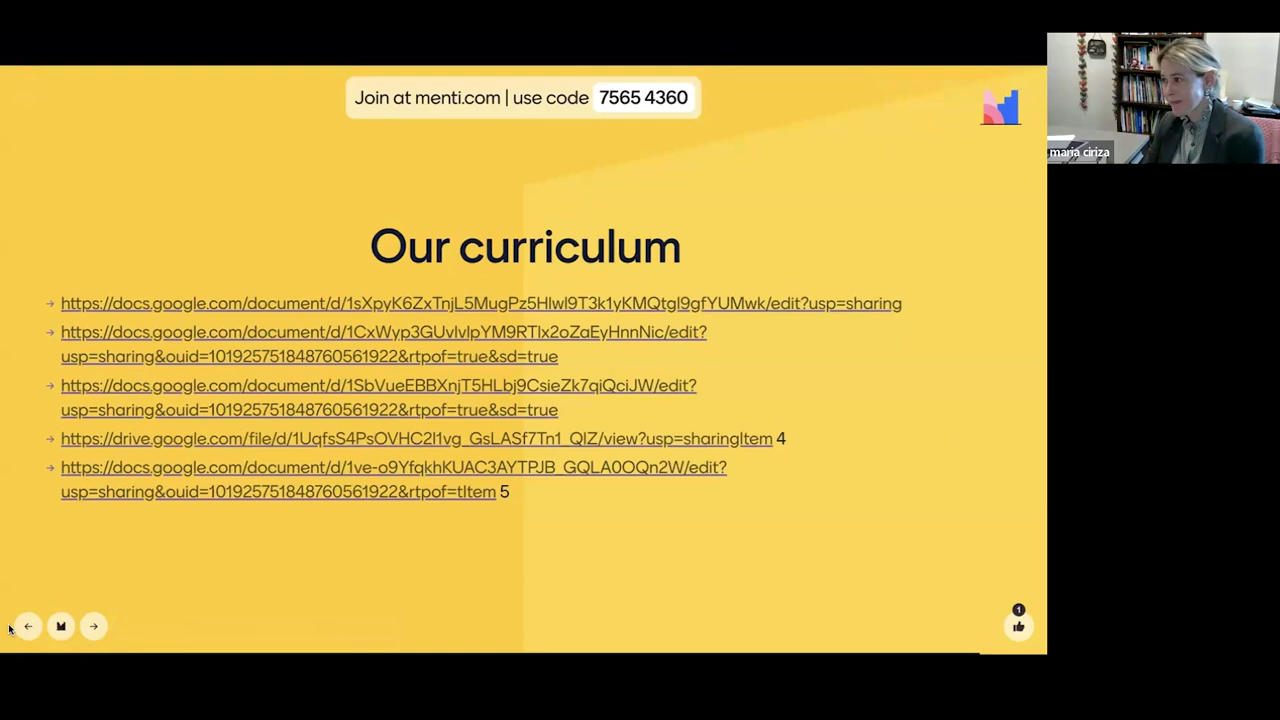 Join at menti.com | use code 7565 4360
maria ciriza
Our curriculum
https://docs.google.com/document/d/1sXpyK6ZxTnjL5MugPz5Hlwl9T3k1yKMQtgl9gfYUMwk/edit?usp=sharing
https://docs.google.com/document/d/1CxWyp3GUvlvlpYM9RTlx2oZaEyHnnNic/edit?
usp=sharing&ouid=101925751848760561922&rtpof=true&sd=true
https://docs.google.com/document/d/1SbVueEBBXnjT5HLbj9CsieZk7qiQciJW/edit?
usp=sharing&ouid=101925751848760561922&rtpof=true&sd=true
https://drive.google.com/file/d/1UqfsS4PsOVHC2l1vg_GsLASf7Tn1_QlZ/view?usp=sharingItem 4
https://docs.google.com/document/d/1ve-o9YfqkhKUAC3AYTPJB_GQLA0OQn2W/edit?
usp=sharing&ouid=101925751848760561922&rtpof=tItem 5
1